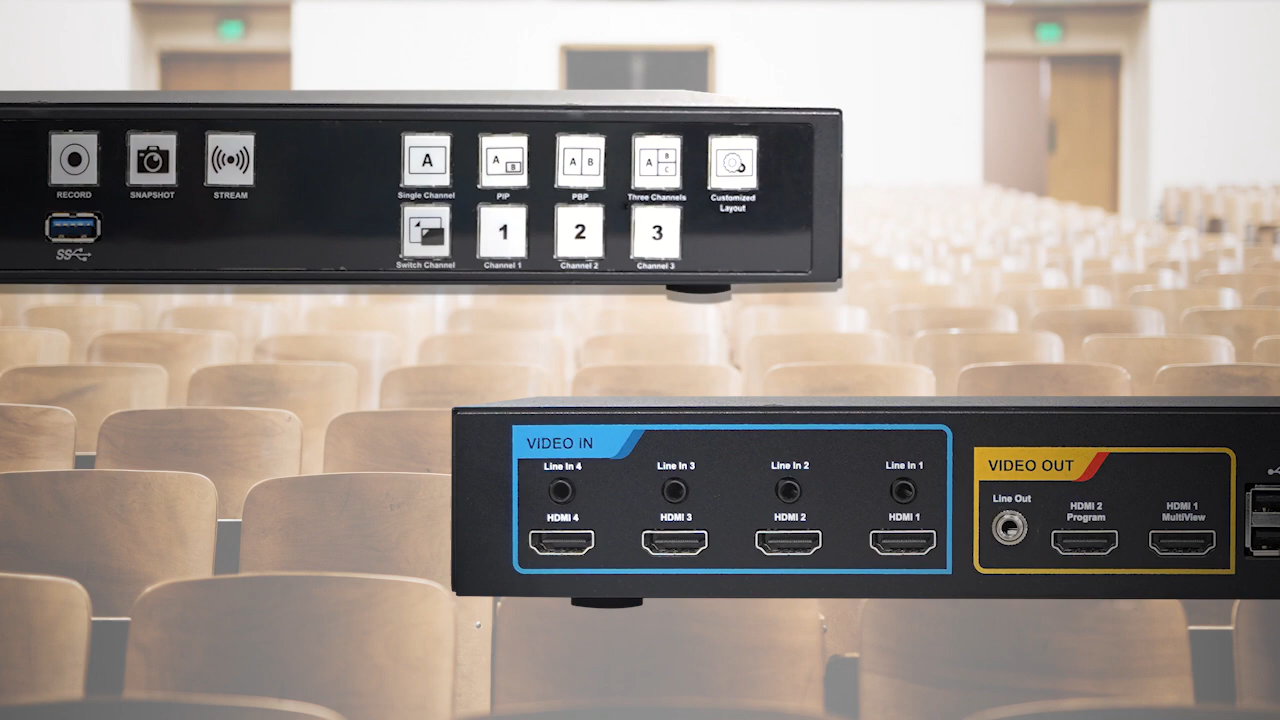 RECORD
SNAPSHOT
STREAM
A
Single Channel
A B
PIP
A B
PBP
A B C
Three Channels
Customized
Layout
SS
Switch Channel
1
Channel 1
2
Channel 2
3
Channel 3
VIDEO IN
Line In 4
Line In 3
Line In 2
Line In 1
HDMI 4
HDMI 3
HDMI 2
HDMI 1
VIDEO OUT
Line Out
HDMI 2
Program
HDMI 1
MultiView